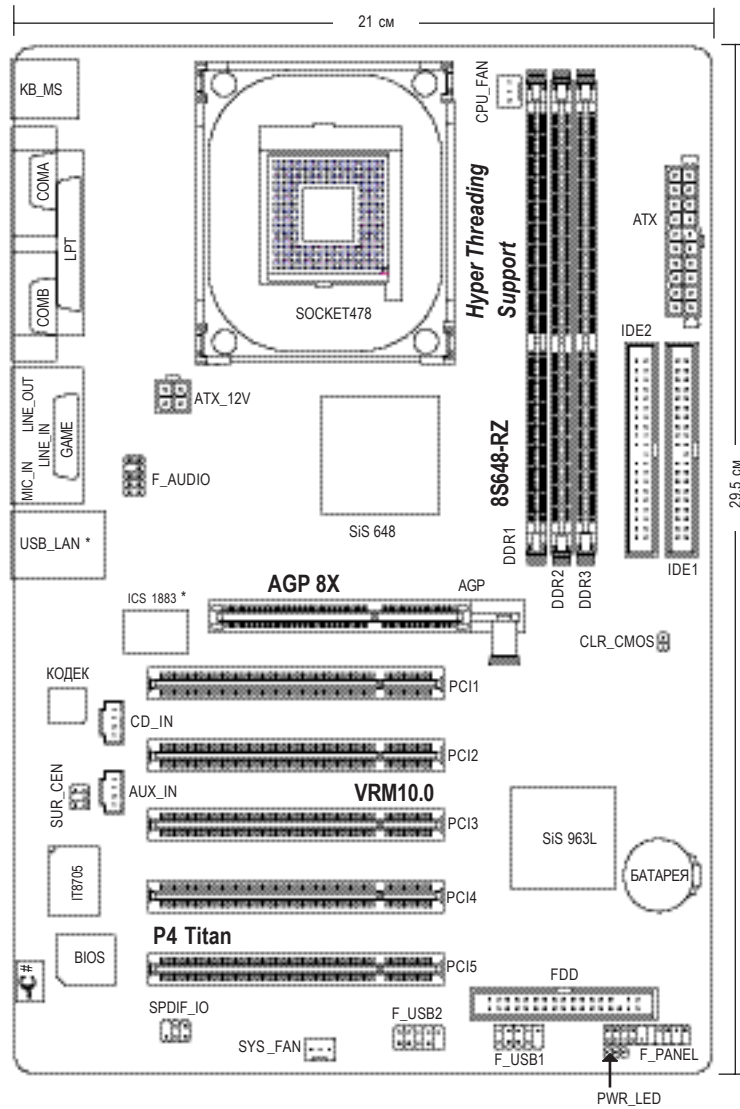 21 см
KB_MS
CPU_FAN
COMA
LPT
COMB
Hyper Threading
Support
ATX
SOCKET478
IDE2
ATX_12V
LINE_OUT
MIC_IN
LINE_IN
GAME
F_AUDIO
8S648-RZ
29.5 см
USB_LAN *
SiS 648
DDR1
DDR2
DDR3
IDE1
AGP 8X
AGP
ICS 1883 *
CLR_CMOS
КОДЕК
PCI1
CD_IN
PCI2
SUR_CEN
AUX_IN
VRM10.0
PCI3
SiS 963L
IT8705
PCI4
БАТАРЕЯ
P4 Titan
BIOS
PCI5
FDD
#
SPDIF_IO
F_USB2
SYS_FAN
F_USB1
F_PANEL
PWR_LED